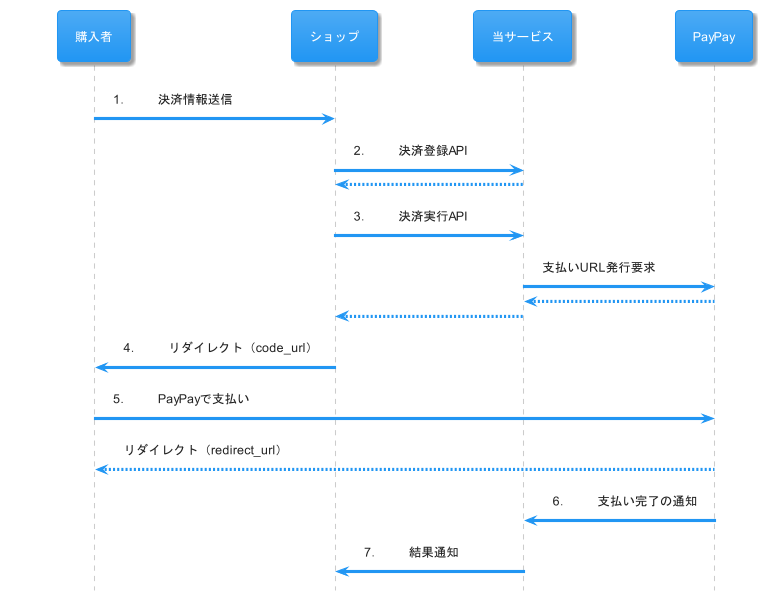 購入者
ショップ
当サービス
PayPay
1. 決済情報送信
2. 決済登録API
3. 決済実行API
支払いURL発行要求
4. リダイレクト（code_url）
5. PayPayで支払い
リダイレクト（redirect_url）
6. 支払い完了の通知
7. 結果通知